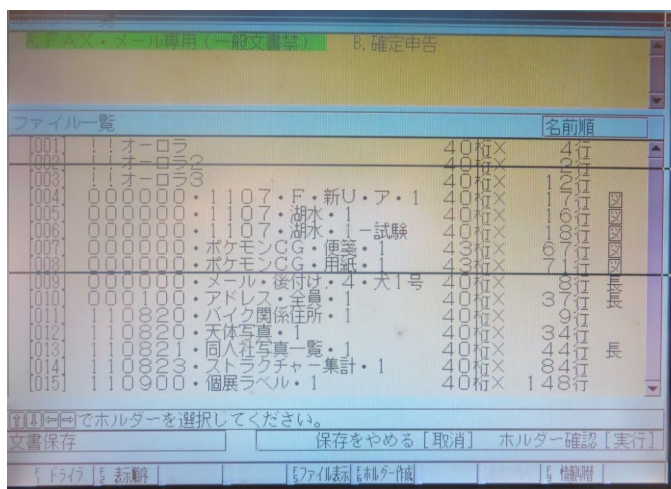 ホルダー一覧
A.FAX・メール専用(一般文書禁) B.確定申告
ファイル一覧 名前順
[001] !!オーロラ 40桁× 4行
[002] !!オーロラ2 40桁× 2行
[003] !!オーロラ3 40桁× 12行
[004] 000000・1107・F・新U・ア・1 40桁× 17行 図
[005] 000000・1107・湖水・1 40桁× 16行 図
[006] 000000・1107・湖水・1-試験 40桁× 18行 図
[007] 000000・ポケモンCG・便箋・1 43桁× 67行 図
[008] 000000・ポケモンCG・用紙・1 43桁× 71行 図
[009] 000000・メール・後付け・4・犬1号 40桁× 8行 長
[010] 000100・アドレス・全員・1 40桁× 37行 長
[011] 110820・バイク関係住所・1 40桁× 9行
[012] 110820・天体写真・1 40桁× 34行
[013] 110821・同人社写真一覧・1 40桁× 44行 長
[014] 110823・ストラクチャー集計・1 40桁× 84行
[015] 110900・個展ラベル・1 40桁× 148行
↑↓←→でホルダーを選択してください。
文書保存 保存をやめる[取消] ホルダー確認[実行]
F1 ドライブ F2 表示順序 F5 ファイル表示 F6 ホルダー作成 F9 情報切替